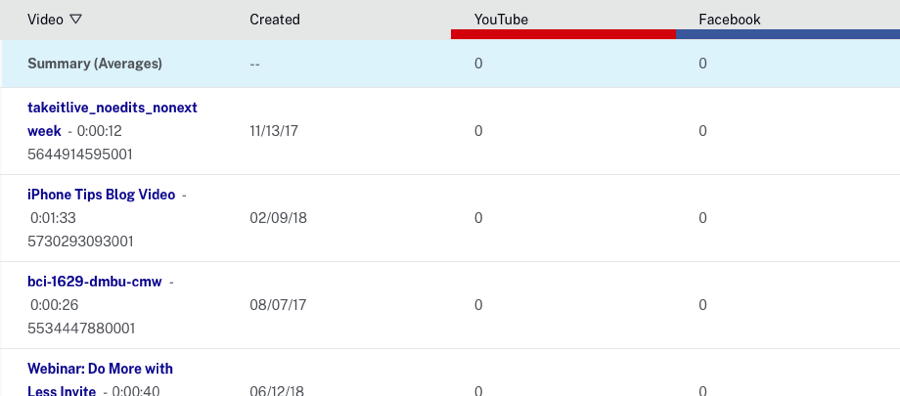 Video Created YouTube Facebook
Summary (Averages) -- 0 0
takeitlive_noedits_nonext
week - 0:00:12 11/13/17 0 0
5644914595001
iPhone Tips Blog Video -
0:01:33 02/09/18 0 0
5730293093001
bci-1629-dmbu-cmw -
0:00:26 08/07/17 0 0
5534447880001
Webinar: Do More with
Less Invite - 0:00:40 06/12/18 0 0